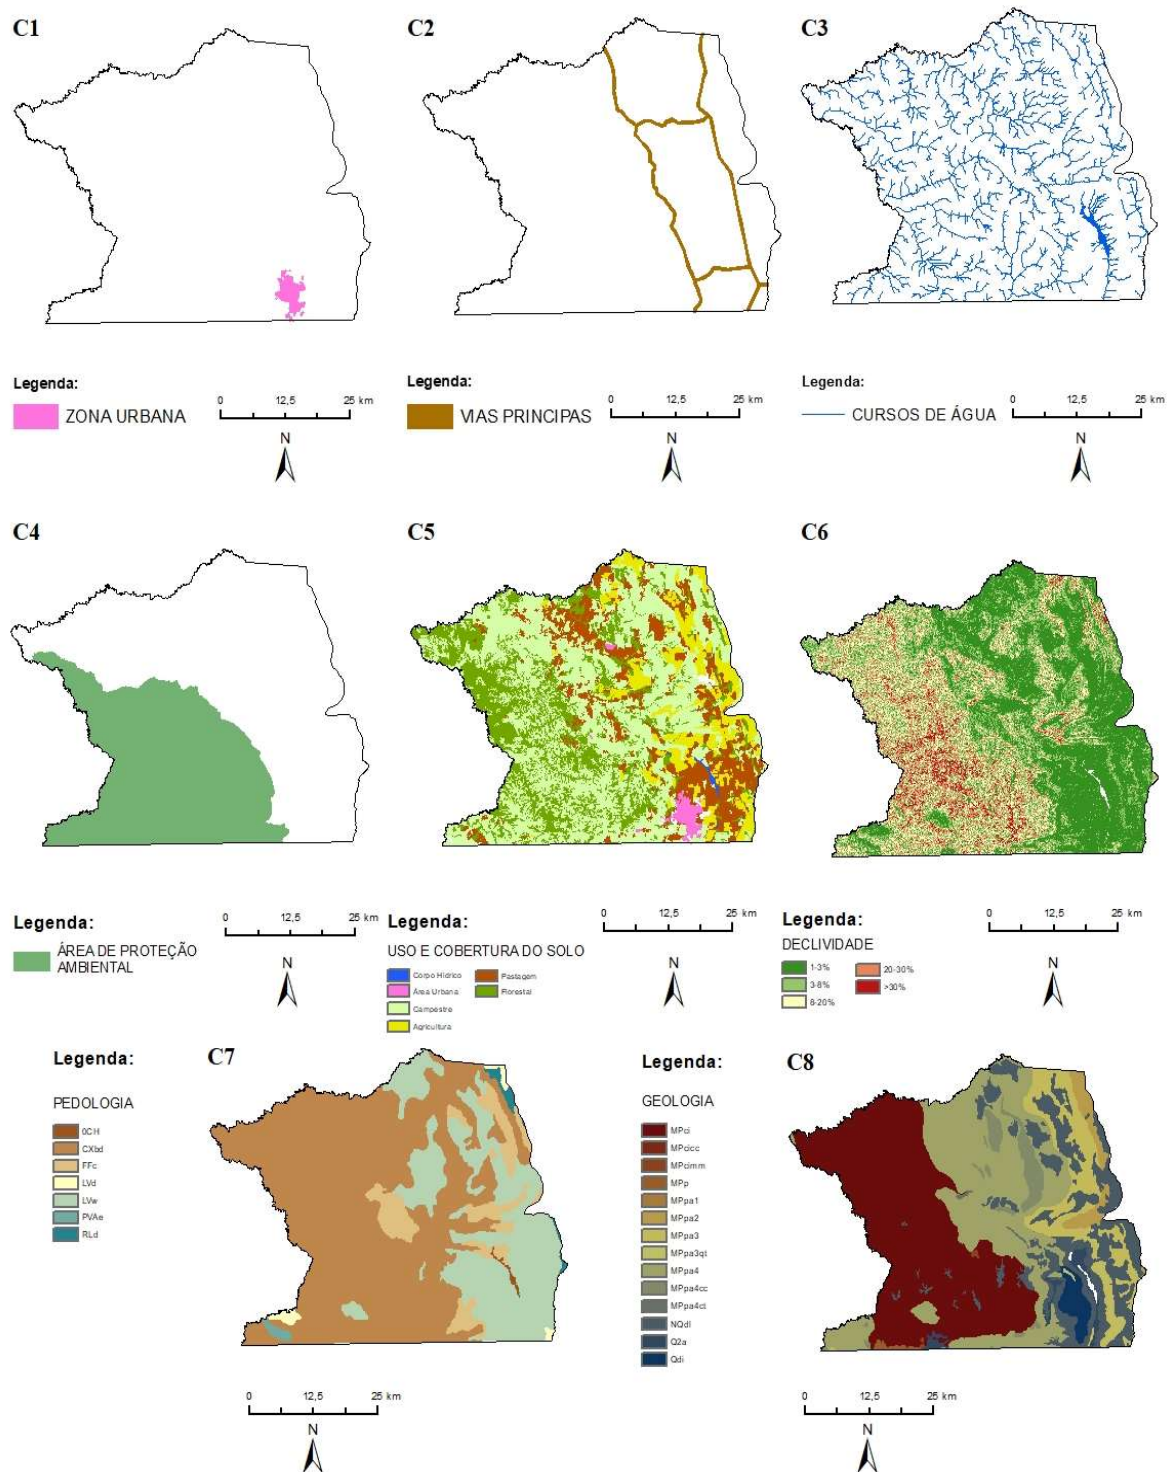 C1
C2
C3
Legenda:
ZONA URBANA
0 12,5 25 km
N
Legenda:
VIAS PRINCIPAS
0 12,5 25 km
N
Legenda:
CURSOS DE ÁGUA
0 12,5 25 km
N
C4
C5
C6
Legenda:
ÁREA DE PROTEÇÃO
AMBIENTAL
0 12,5 25 km
N
Legenda:
USO E COBERTURA DO SOLO
Corpo Hídrico
Área Urbana
Campestre
Agricultura
Pastagem
Florestal
0 12,5 25 km
N
Legenda:
DECLIVIDADE
1-3%
3-8%
8-20%
20-30%
>30%
0 12,5 25 km
N
C7
Legenda:
PEDOLOGIA
0CH
CXbd
FFc
LVd
LVw
PVAe
RLd
0 12,5 25 km
N
C8
Legenda:
GEOLOGIA
MPci
MPcicc
MPcimm
MPp
MPpa1
MPpa2
MPpa3
MPpa3qt
MPpa4
MPpa4cc
MPpa4ct
NQdl
Q2a
Qdi
0 12,5 25 km
N